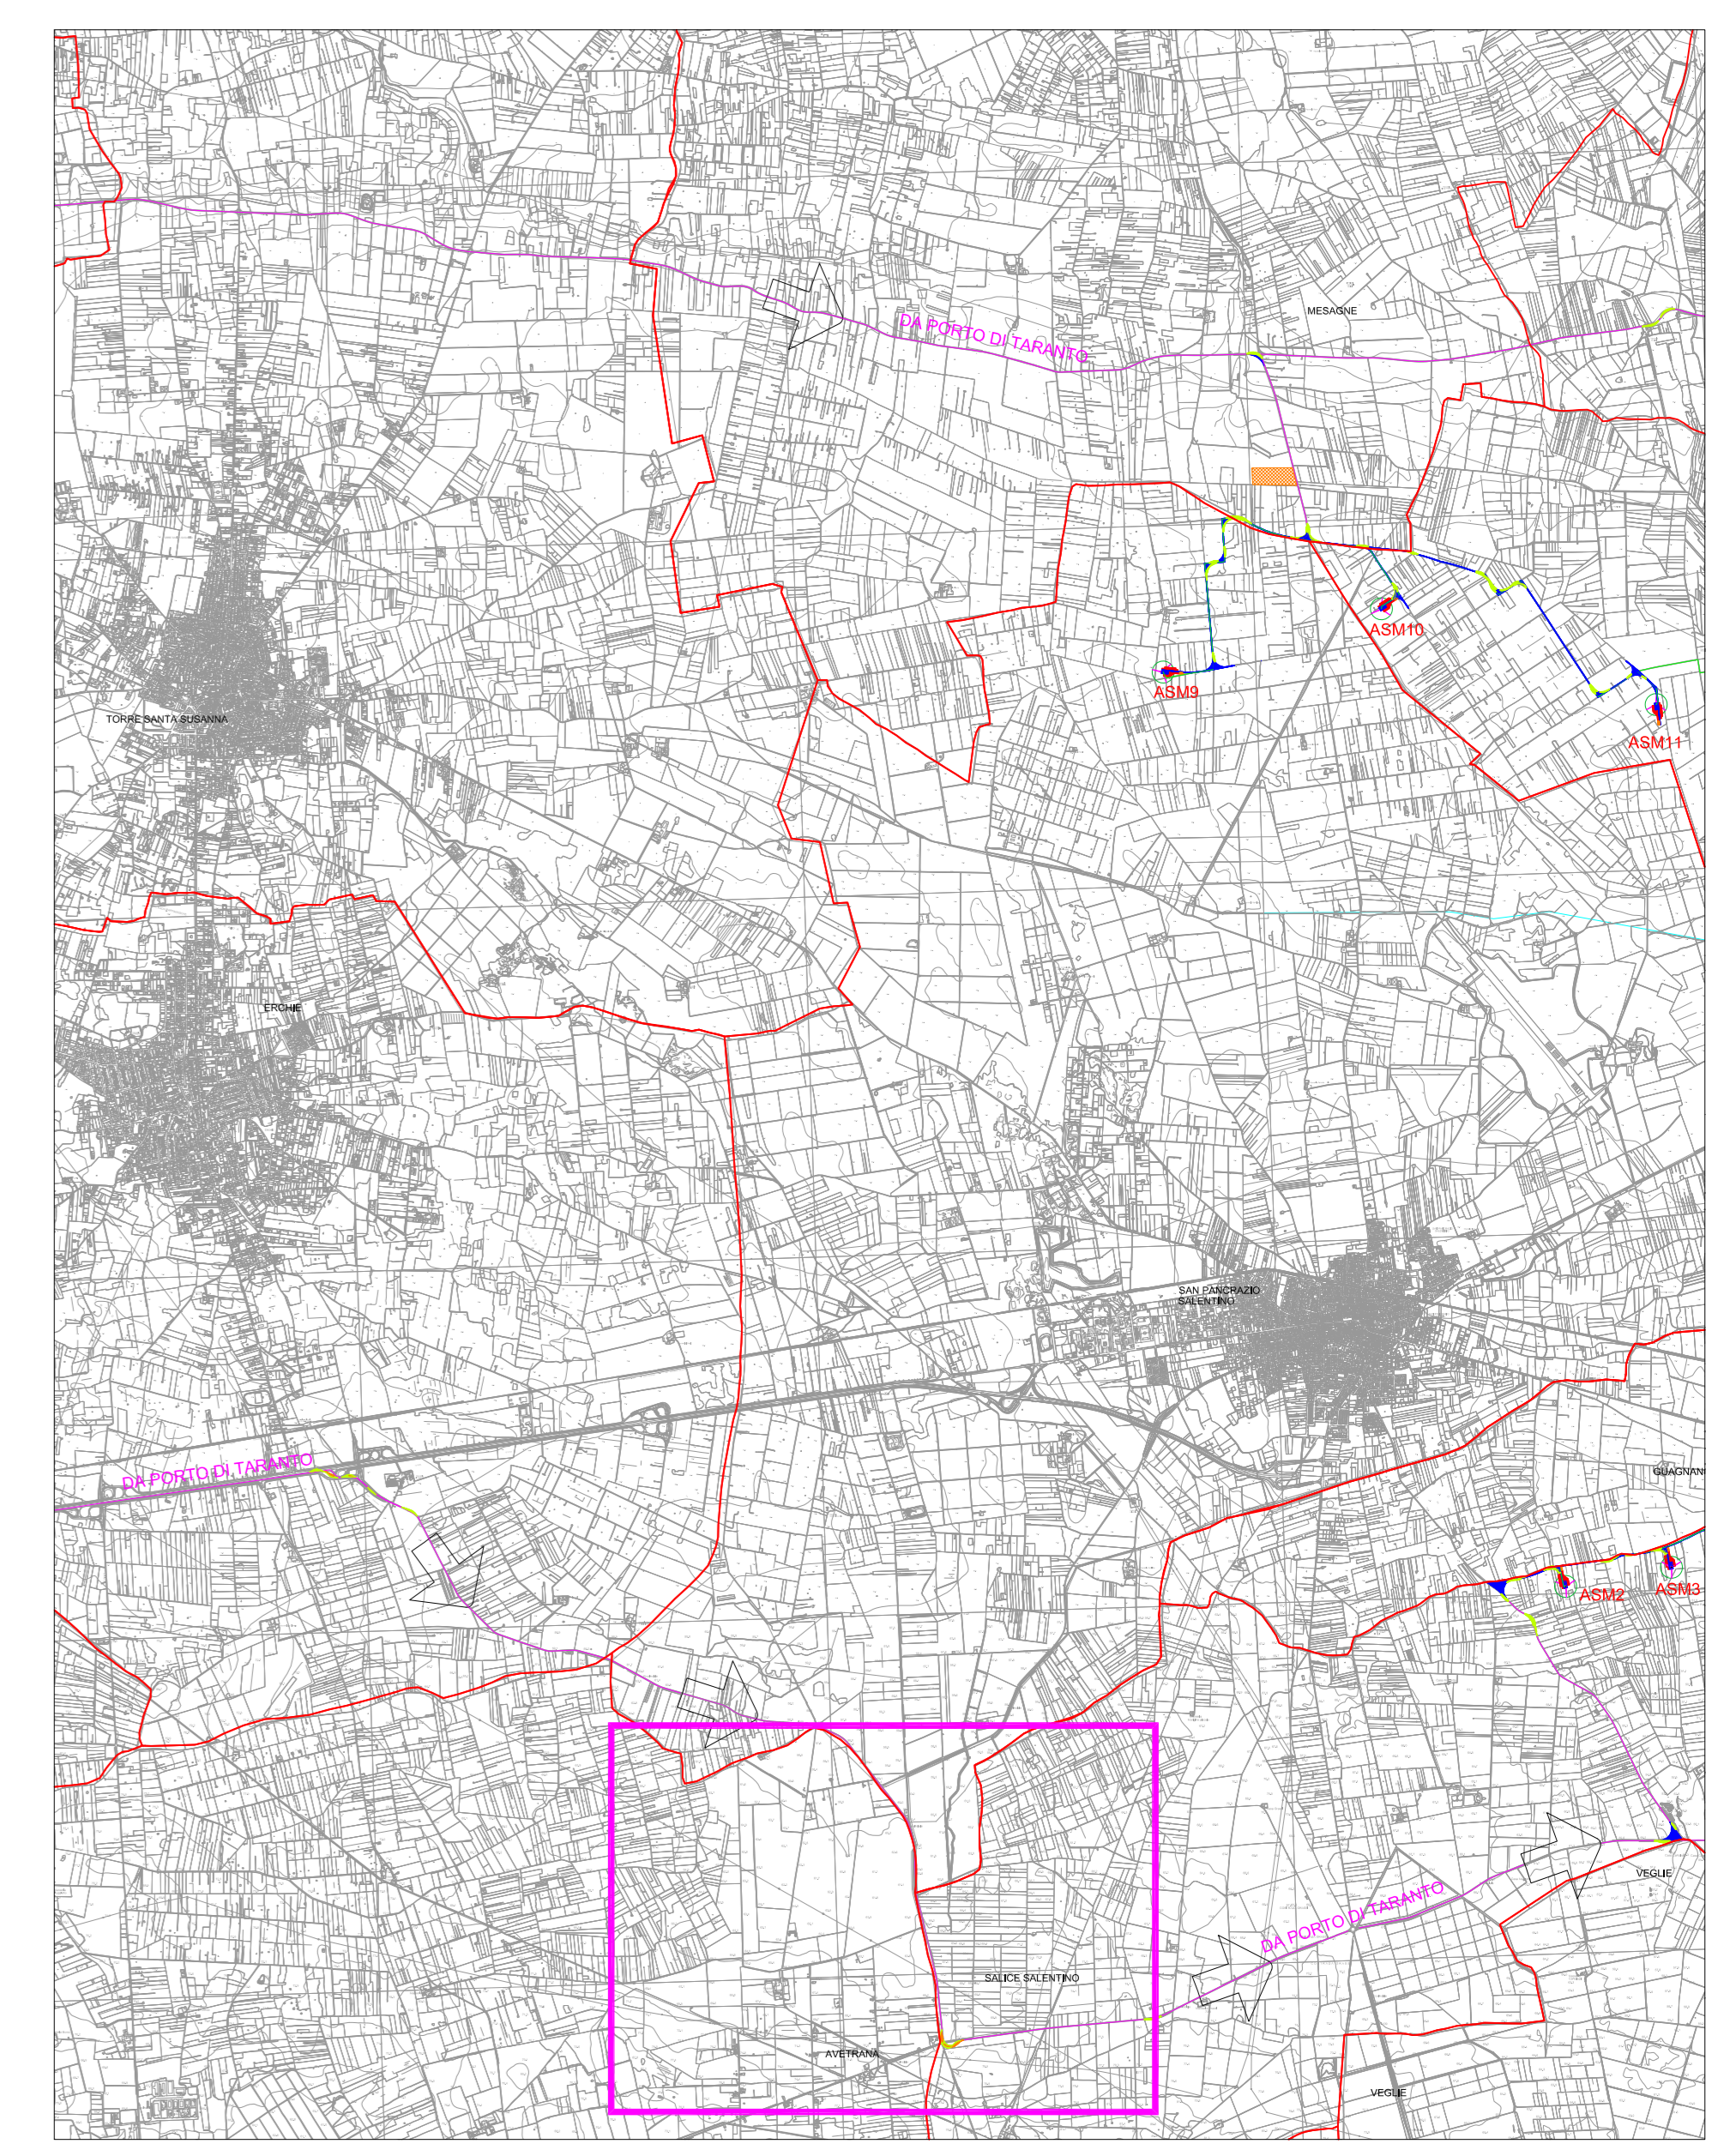 MESAGNE
DA PORTO DI TARANTO
ASM10
ASM9
TORRE SANTA SUSANNA
ASM11
ERCHIE
SAN PANCRAZIO
SALENTINO
DA PORTO DI TARANTO
GUAGNAN
ASM2
ASM3
VEGLIE
DA PORTO DI TARANTO
SALICE SALENTINO
AVETRANA
VEGLIE